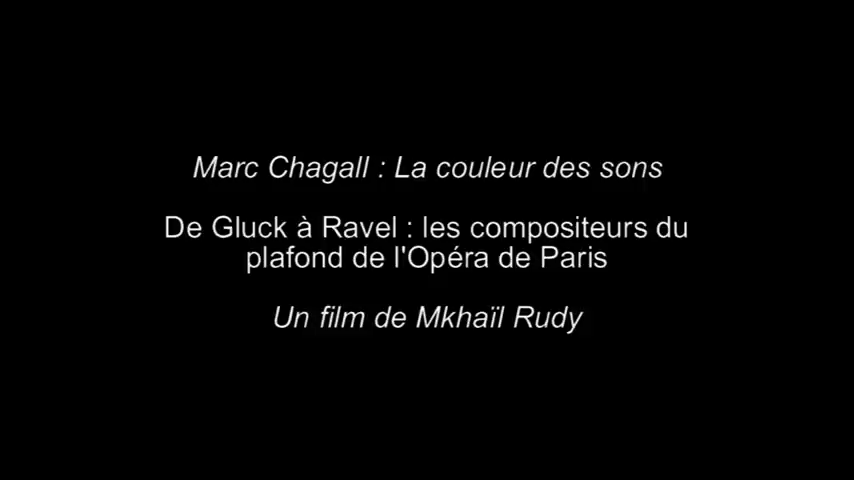 Marc Chagall : La couleur des sons
De Gluck à Ravel : les compositeurs du
plafond de l'Opéra de Paris
Un film de Mkhaïl Rudy